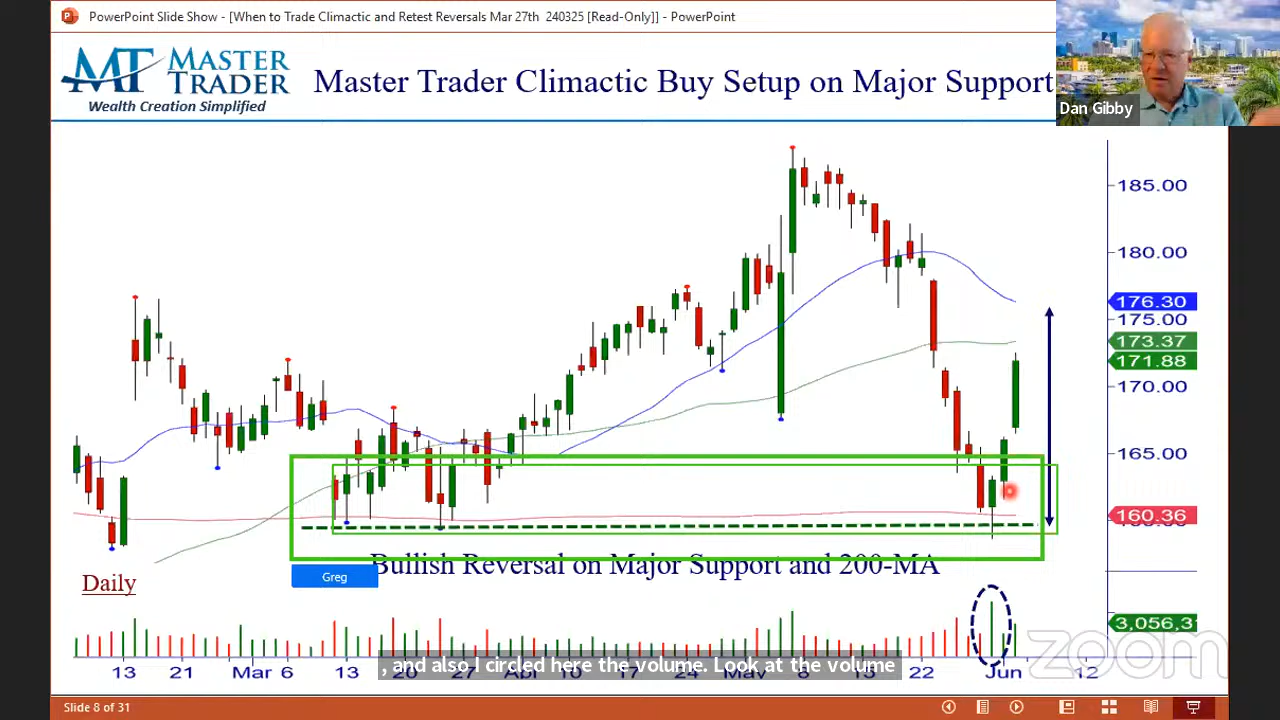 PowerPoint Slide Show - [When to Trade Climactic and Retest Reversals Mar 27th 240325 [Read-Only]] - PowerPoint
MT MASTER TRADER
Wealth Creation Simplified
Master Trader Climactic Buy Setup on Major Support
Dan Gibby
185.00
180.00
176.30
175.00
173.37
171.88
170.00
165.00
160.36
Bullish Reversal on Major Support and 200-MA
Greg
Daily
3,056,31
zoom
, and also I circled here the volume. Look at the volume
13 21 Mar 6 13 20 27 Apr 10 17 24 May 8 15 22 Jun 12
Slide 8 of 31